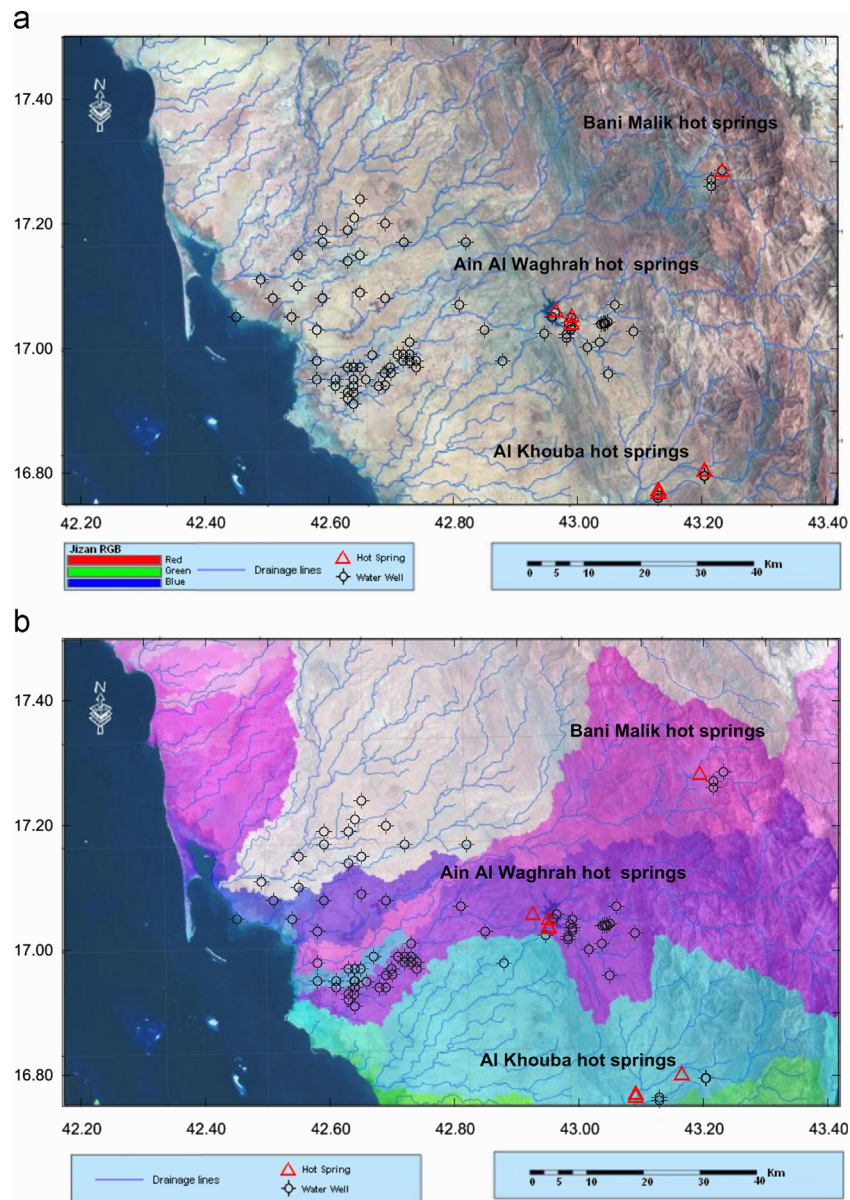 a
17.40
17.20
17.00
16.80
N
Bani Malik hot springs
Ain Al Waghrah hot springs
Al Khouba hot springs
42.20 42.40 42.60 42.80 43.00 43.20 43.40
Jizan RGB
Red
Green
Blue
Drainage lines
Hot Spring
Water Well
Km
0 5 10 20 30 40
b
17.40
17.20
17.00
16.80
N
Bani Malik hot springs
Ain Al Waghrah hot springs
Al Khouba hot springs
42.20 42.40 42.60 42.80 43.00 43.20 43.40
Drainage lines
Hot Spring
Water Well
Km
0 5 10 20 30 40